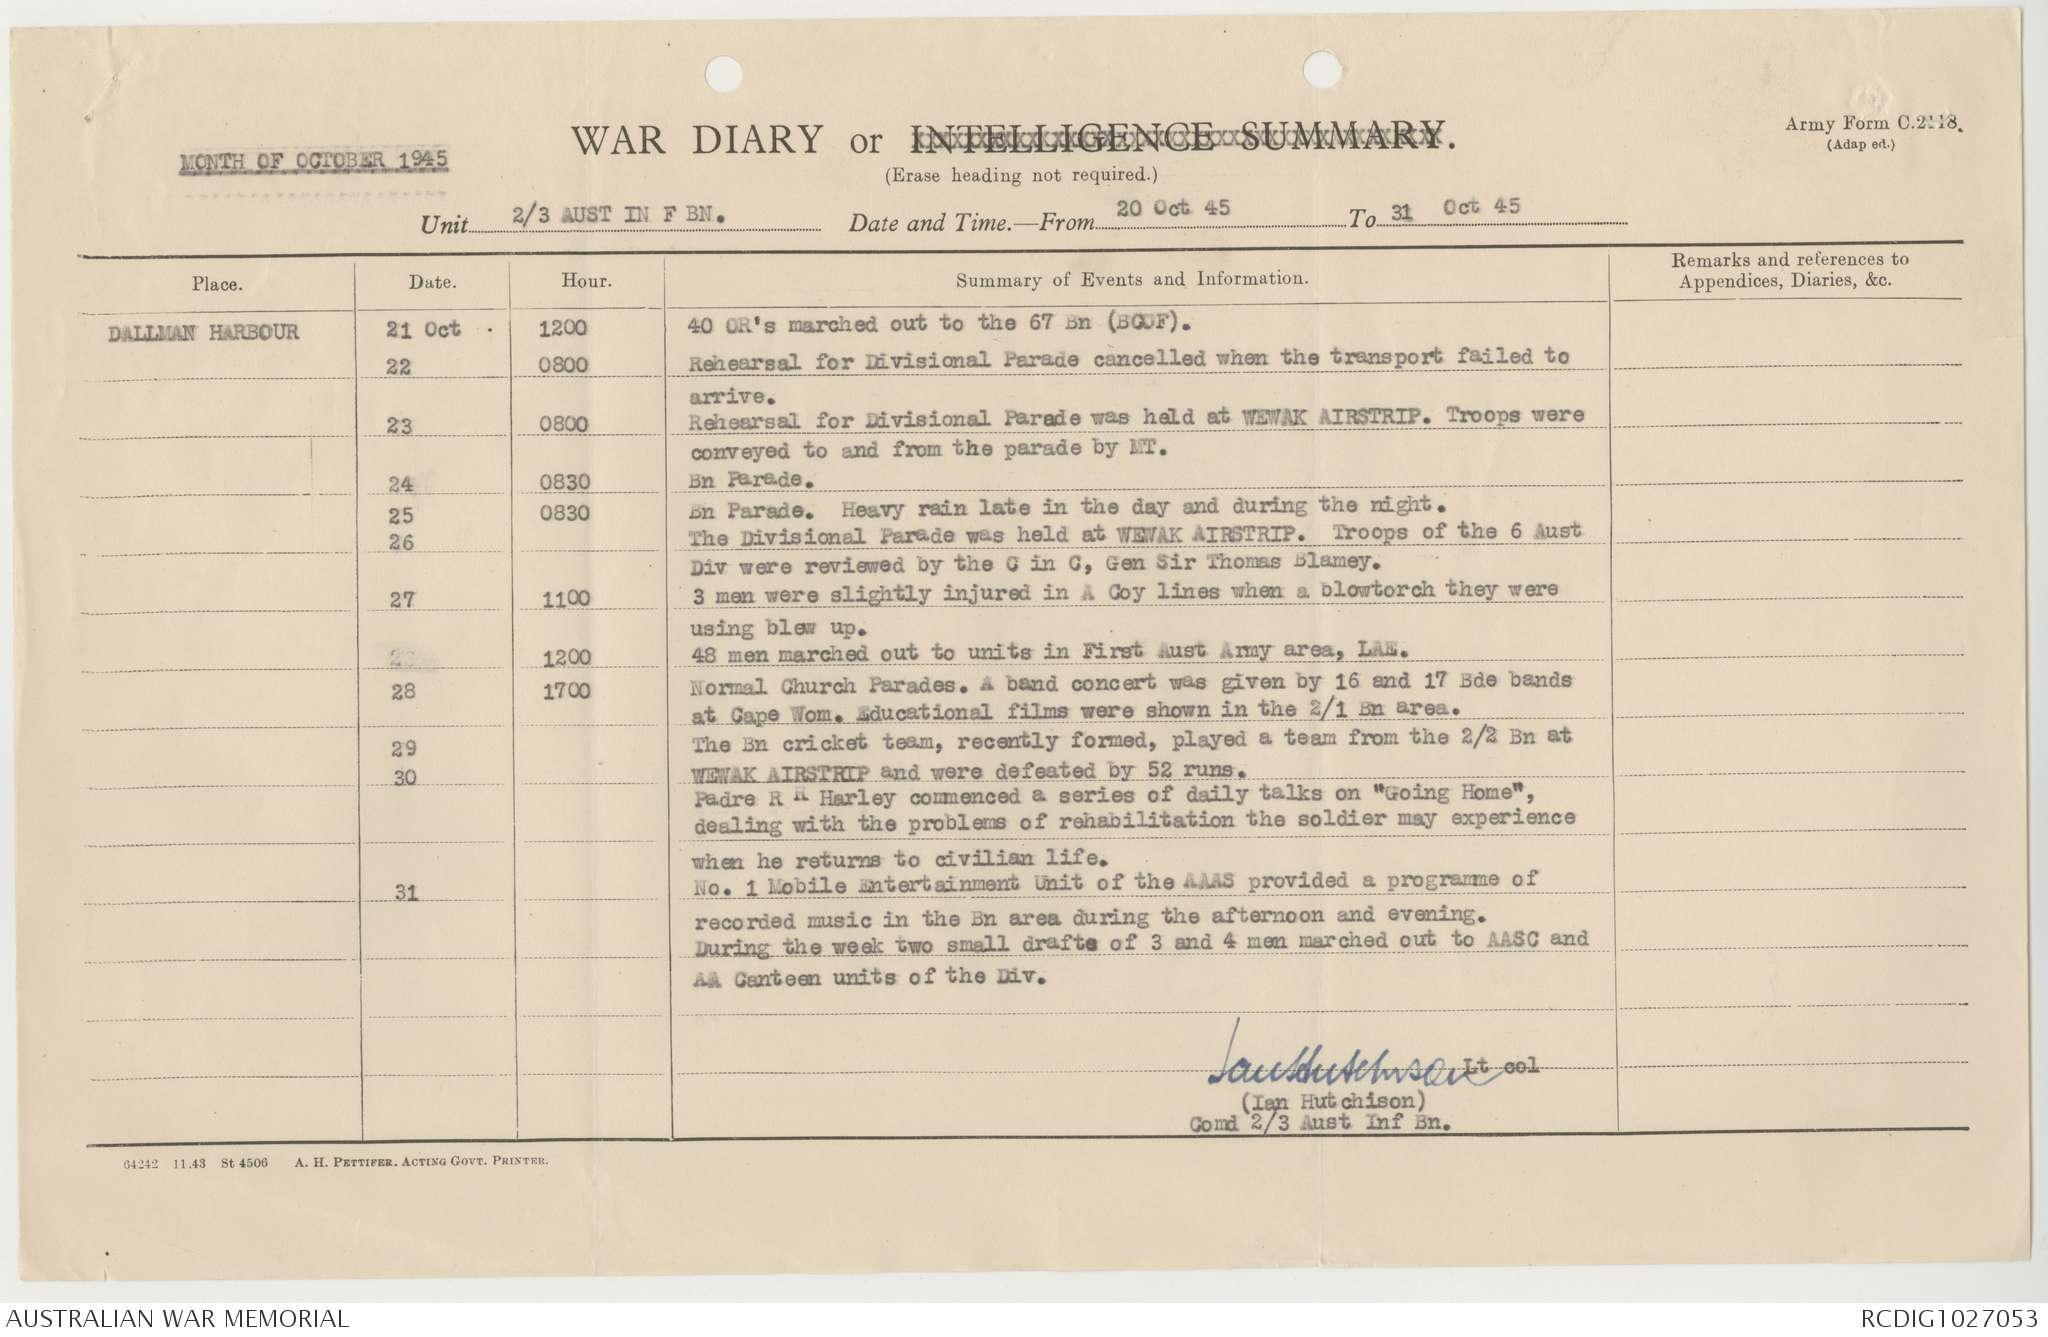 MONTH OF OCTOBER 1945
WAR DIARY or INTELLIGENCE SUMMARY.
(Erase heading not required.)
Army Form C.2118.
(Adap ed.)
Unit 2/3 AUST IN F BN. Date and Time.—From 20 Oct 45 To 31 Oct 45
Place. Date. Hour. Summary of Events and Information. Remarks and references to Appendices, Diaries, &c.
DALLMAN HARBOUR 21 Oct 1200 40 OR's marched out to the 67 Bn (BCOF).
22 0800 Rehearsal for Divisional Parade cancelled when the transport failed to
arrive.
23 0800 Rehearsal for Divisional Parade was held at WEWAK AIRSTRIP. Troops were
conveyed to and from the parade by MT.
24 0830 Bn Parade.
25 0830 Bn Parade. Heavy rain late in the day and during the night.
26 The Divisional Parade was held at WEWAK AIRSTRIP. Troops of the 6 Aust
Div were reviewed by the C in C, Gen Sir Thomas Blamey.
27 1100 3 men were slightly injured in A Coy lines when a blowtorch they were
using blew up.
1200 48 men marched out to units in First Aust Army area, LAE.
28 1700 Normal Church Parades. A band concert was given by 16 and 17 Bde bands
at Cape Wom. Educational films were shown in the 2/1 Bn area.
29 The Bn cricket team, recently formed, played a team from the 2/2 Bn at
30 WEWAK AIRSTRIP and were defeated by 52 runs.
Padre R R Harley commenced a series of daily talks on "Going Home",
dealing with the problems of rehabilitation the soldier may experience
when he returns to civilian life.
31 No. 1 Mobile Entertainment Unit of the AAAS provided a programme of
recorded music in the Bn area during the afternoon and evening.
During the week two small drafts of 3 and 4 men marched out to AASC and
AA Canteen units of the Div.
Ian Hutchison Lt col
(Ian Hutchison)
Comd 2/3 Aust Inf Bn.
64242 11.43 St 4506 A. H. PETTIFER. ACTING GOVT. PRINTER.
AUSTRALIAN WAR MEMORIAL
RCDIG1027053